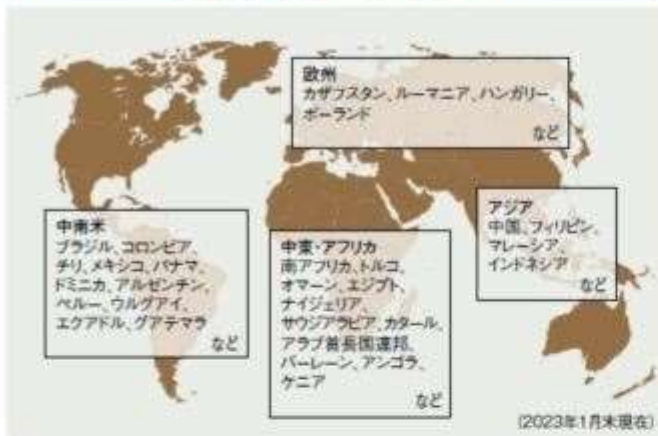 欧州
カザフスタン、ルーマニア、ハンガリー、
ポーランド
など
中南米
ブラジル、コロンビア、
チリ、メキシコ、パナマ、
ドミニカ、アルゼンチン、
ペルー、ウルグアイ、
エクアドル、グアテマラ
など
中東・アフリカ
南アフリカ、トルコ、
オマーン、エジプト、
ナイジェリア、
サウジアラビア、カタール、
アラブ首長国連邦、
バーレーン、アンゴラ、
ケニア
など
アジア
中国、フィリピン、
マレーシア、
インドネシア
など
(2023年1月末現在)